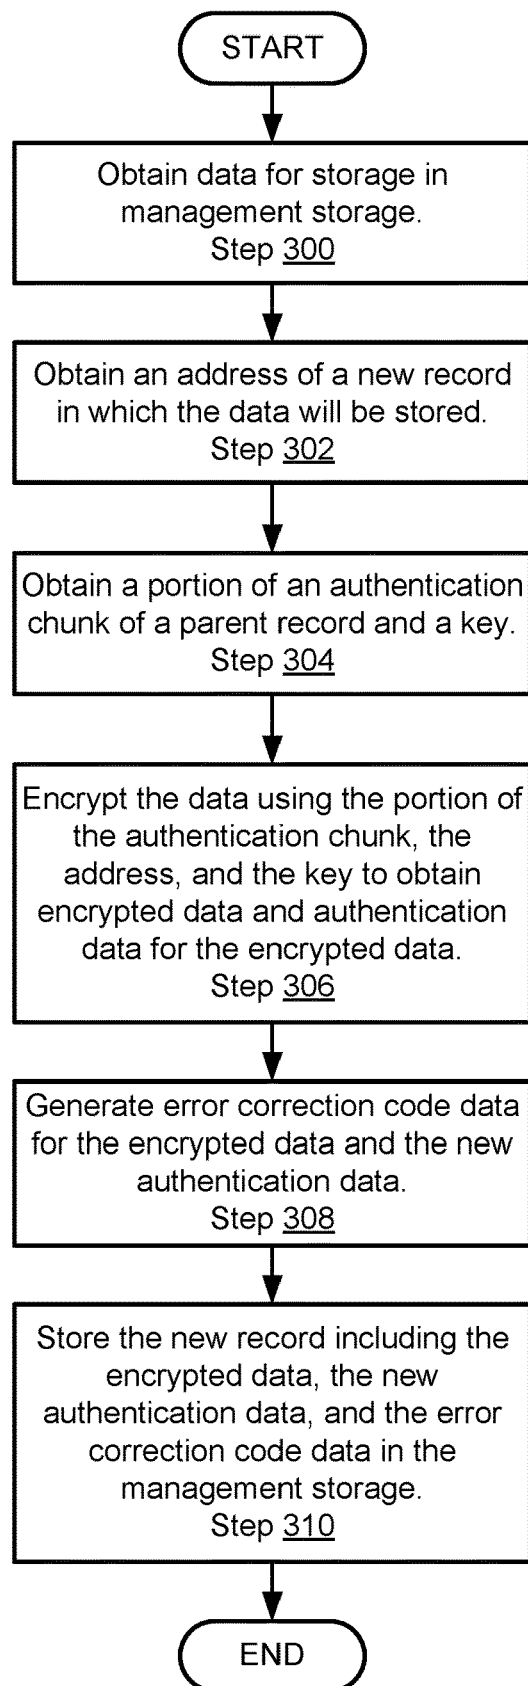 START
Obtain data for storage in
management storage.
Step 300
Obtain an address of a new record
in which the data will be stored.
Step 302
Obtain a portion of an authentication
chunk of a parent record and a key.
Step 304
Encrypt the data using the portion of
the authentication chunk, the
address, and the key to obtain
encrypted data and authentication
data for the encrypted data.
Step 306
Generate error correction code data
for the encrypted data and the new
authentication data.
Step 308
Store the new record including the
encrypted data, the new
authentication data, and the error
correction code data in the
management storage.
Step 310
END